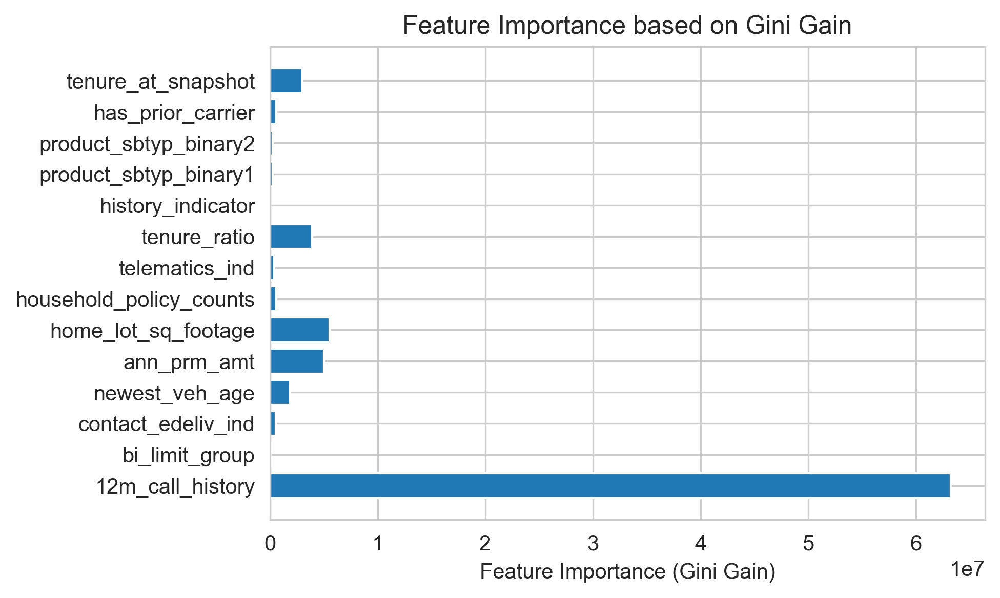 Feature Importance based on Gini Gain
tenure_at_snapshot
has_prior_carrier
product_sbtyp_binary2
product_sbtyp_binary1
history_indicator
tenure_ratio
telematics_ind
household_policy_counts
home_lot_sq_footage
ann_prm_amt
newest_veh_age
contact_edeliv_ind
bi_limit_group
12m_call_history
0 1 2 3 4 5 6
1e7
Feature Importance (Gini Gain)